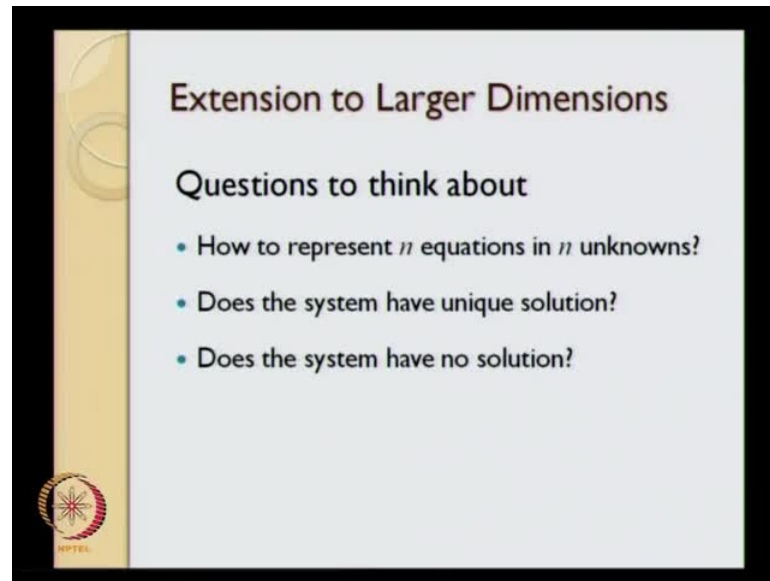 Extension to Larger Dimensions
Questions to think about
• How to represent n equations in n unknowns?
• Does the system have unique solution?
• Does the system have no solution?
NPTEL